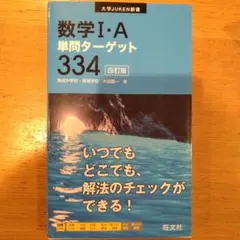 大学JUKEN新書
数学Ⅰ・A
単問ターゲット
334 四訂版
いつでも
どこでも、
解法のチェックが
できる!
旺文社